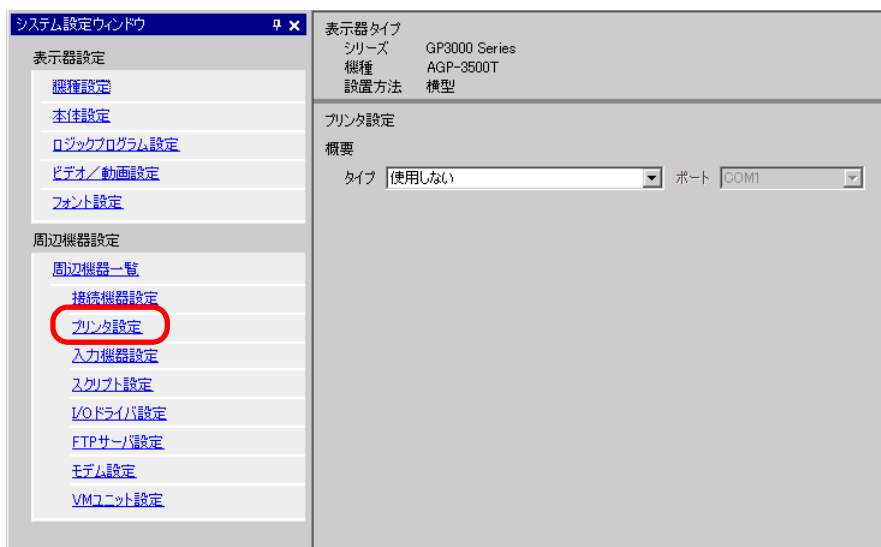 システム設定ウィンドウ
表示器設定
機種設定
本体設定
ロジックプログラム設定
ビデオ／動画設定
フォント設定
周辺機器設定
周辺機器一覧
接続機器設定
プリンタ設定
入力機器設定
スクリプト設定
I/Oドライバ設定
FTPサーバ設定
モデム設定
VMユニット設定
表示器タイプ
シリーズ GP3000 Series
機種 AGP-3500T
設置方法 横型
プリンタ設定
概要
タイプ 使用しない ポート COM1